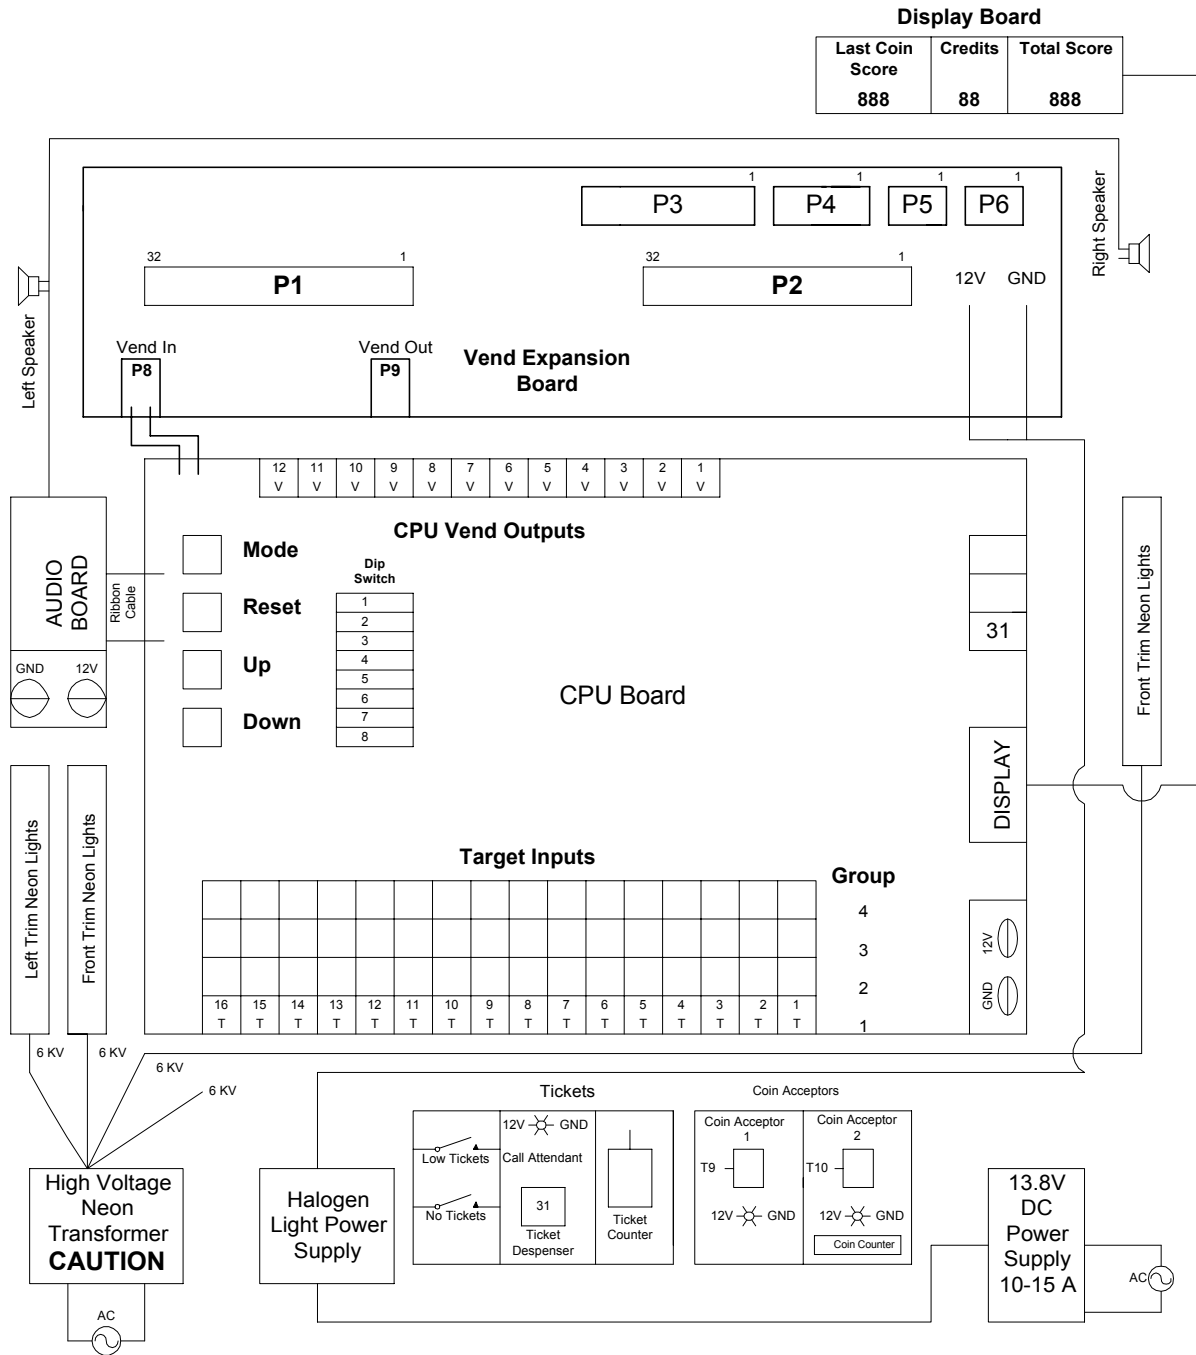 Display Board
Last Coin Score
Credits
Total Score
888
88
888
1
1
1
1
P3
P4
P5
P6
Right Speaker
32
1
32
1
P1
P2
12V
GND
Left Speaker
Vend In
P8
Vend Out
P9
Vend Expansion
Board
12 11 10 9 8 7 6 5 4 3 2 1
V V V V V V V V V V V V
CPU Vend Outputs
AUDIO
BOARD
Ribbon
Cable
GND
12V
Mode
Reset
Up
Down
Dip
Switch
1
2
3
4
5
6
7
8
CPU Board
31
DISPLAY
Front Trim Neon Lights
Left Trim Neon Lights
Front Trim Neon Lights
Target Inputs
Group
4
3
2
1
16 15 14 13 12 11 10 9 8 7 6 5 4 3 2 1
T T T T T T T T T T T T T T T T
12V
GND
6 KV
6 KV
6 KV
6 KV
High Voltage
Neon
Transformer
CAUTION
AC
Halogen
Light Power
Supply
Tickets
Low Tickets
No Tickets
12V
GND
Call Attendant
31
Ticket
Despenser
Ticket
Counter
Coin Acceptors
Coin Acceptor
1
T9
12V
GND
Coin Acceptor
2
T10
12V
GND
Coin Counter
13.8V
DC
Power
Supply
10-15 A
AC